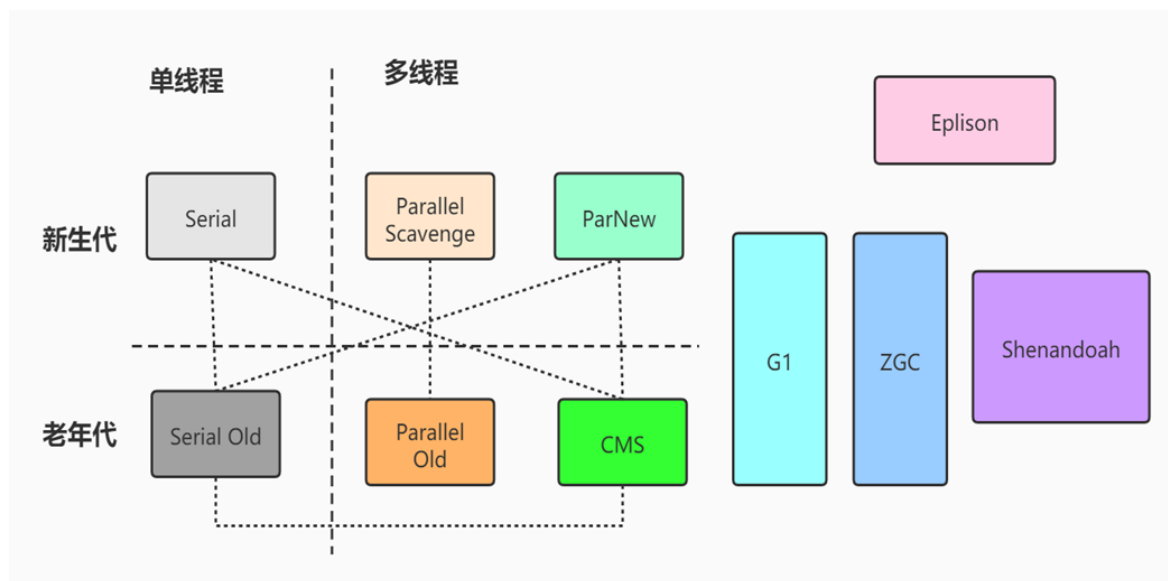 单线程
多线程
Eplison
新生代
Serial
Parallel
Scavenge
ParNew
G1
ZGC
Shenandoah
老年代
Serial Old
Parallel
Old
CMS